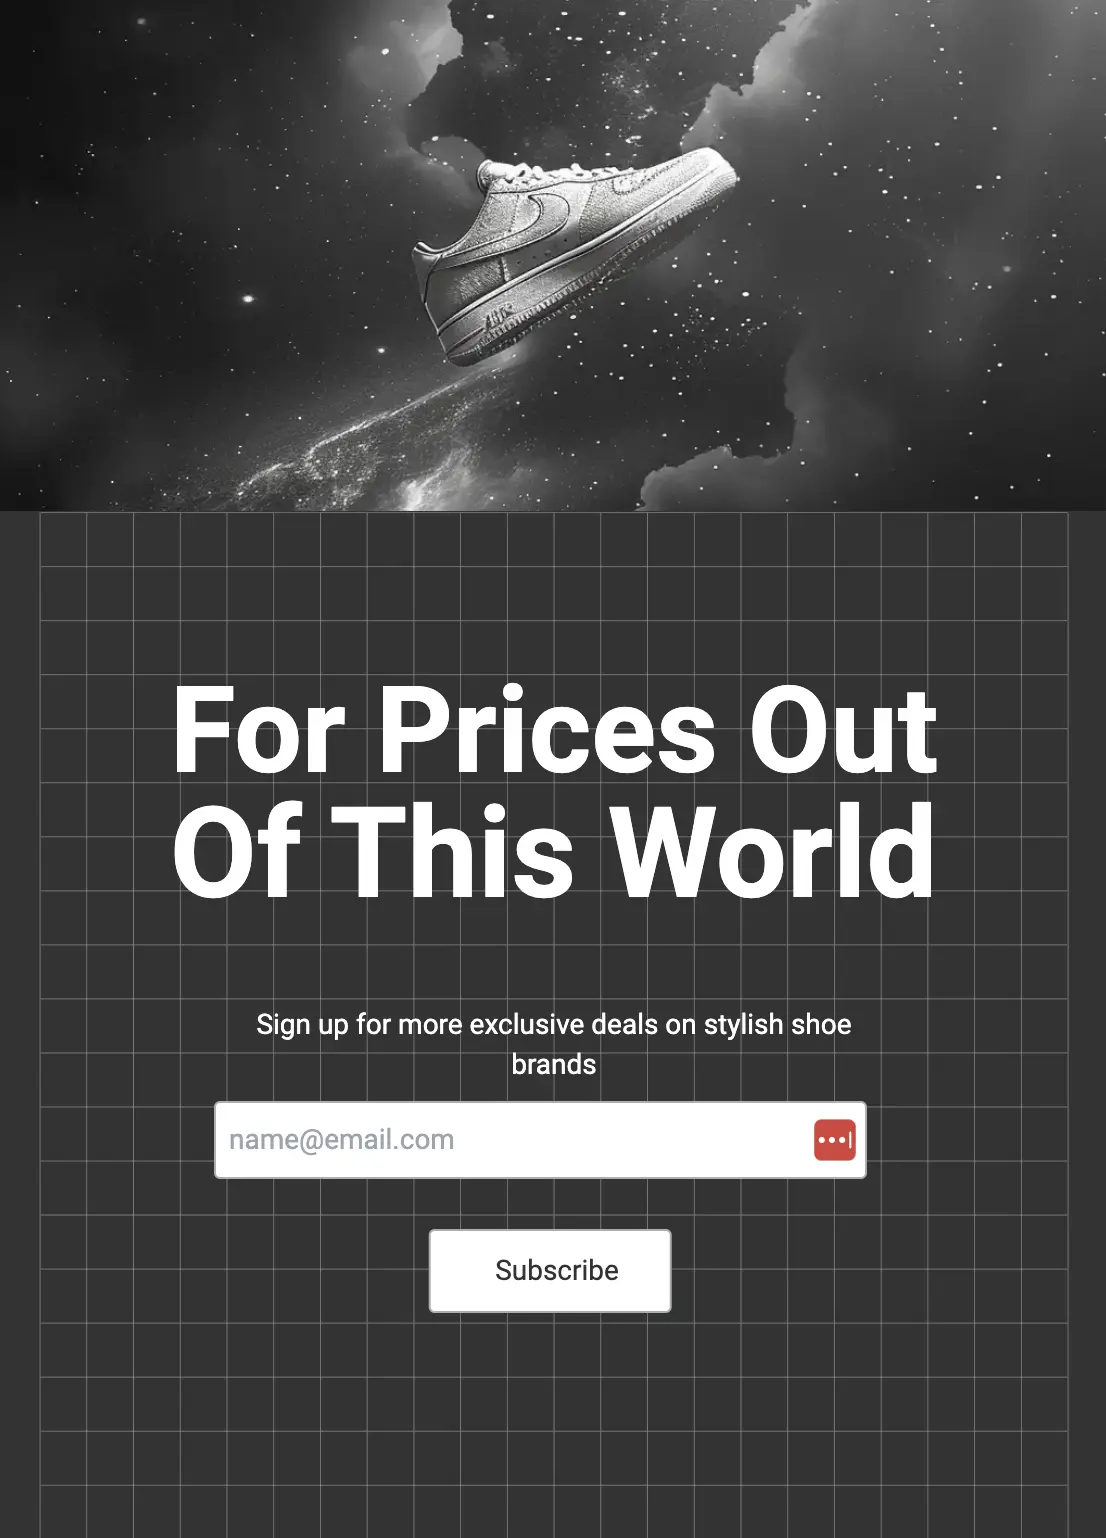 AIR
For Prices Out
Of This World
Sign up for more exclusive deals on stylish shoe
brands
name@email.com
Subscribe